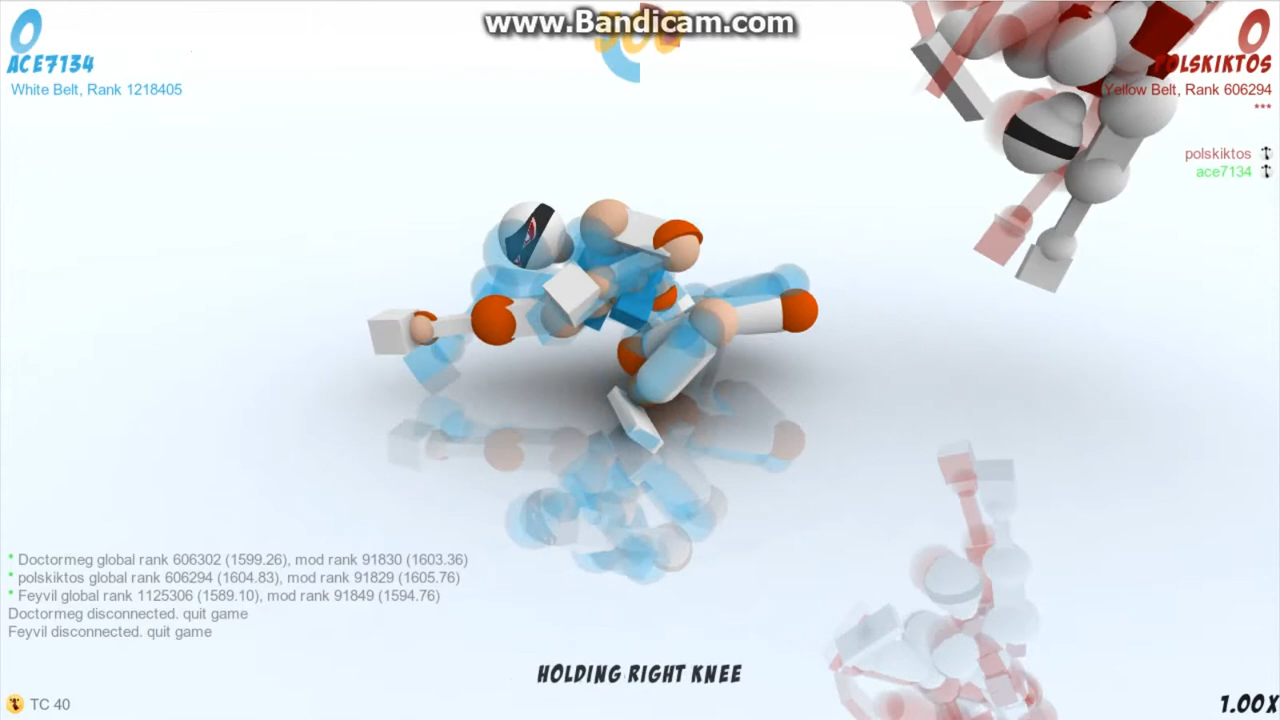 www.Bandicam.com
0
ACE7134
White Belt, Rank 1218405
0
POLSKIKTOS
Yellow Belt, Rank 606294
***
polskiktos
ace7134
* Doctormeg global rank 606302 (1599.26), mod rank 91830 (1603.36)
* polskiktos global rank 606294 (1604.83), mod rank 91829 (1605.76)
* Feyvil global rank 1125306 (1589.10), mod rank 91849 (1594.76)
Doctormeg disconnected. quit game
Feyvil disconnected. quit game
HOLDING RIGHT KNEE
TC 40
1.00X